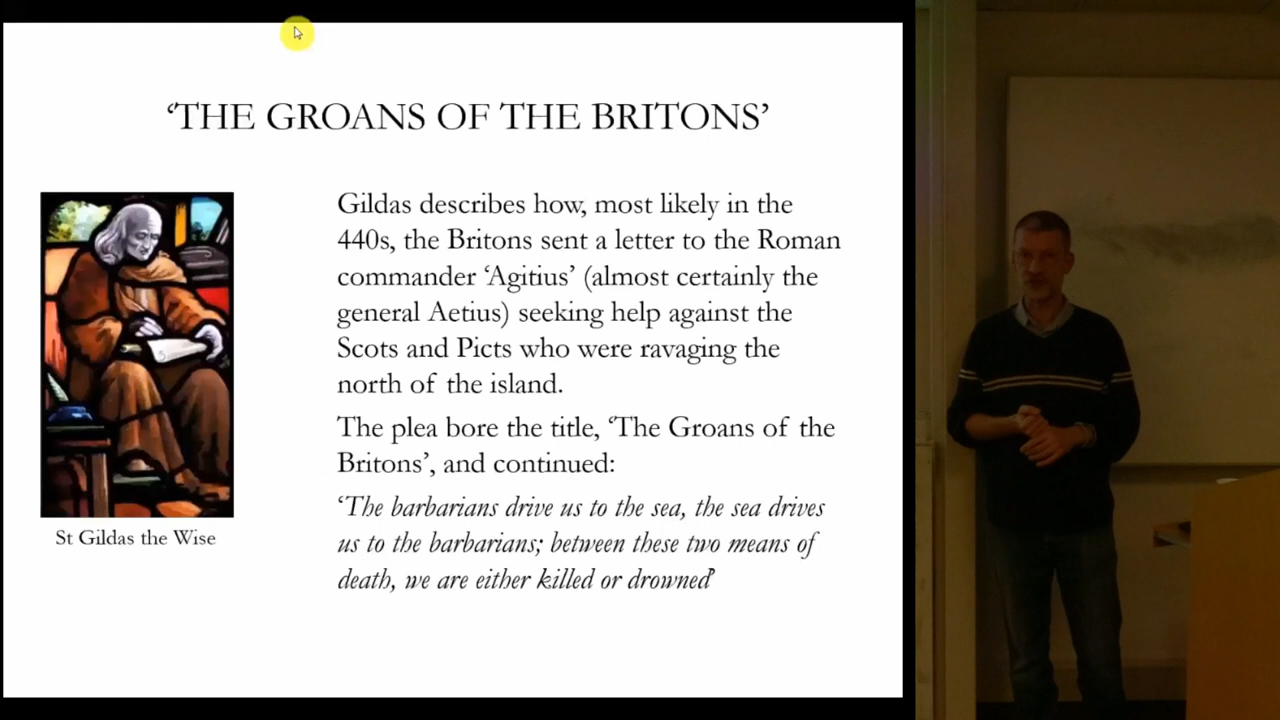 ‘THE GROANS OF THE BRITONS’
Gildas describes how, most likely in the
440s, the Britons sent a letter to the Roman
commander ‘Agitius’ (almost certainly the
general Aetius) seeking help against the
Scots and Picts who were ravaging the
north of the island.
The plea bore the title, ‘The Groans of the
Britons’, and continued:
‘The barbarians drive us to the sea, the sea drives
us to the barbarians; between these two means of
death, we are either killed or drowned’
St Gildas the Wise